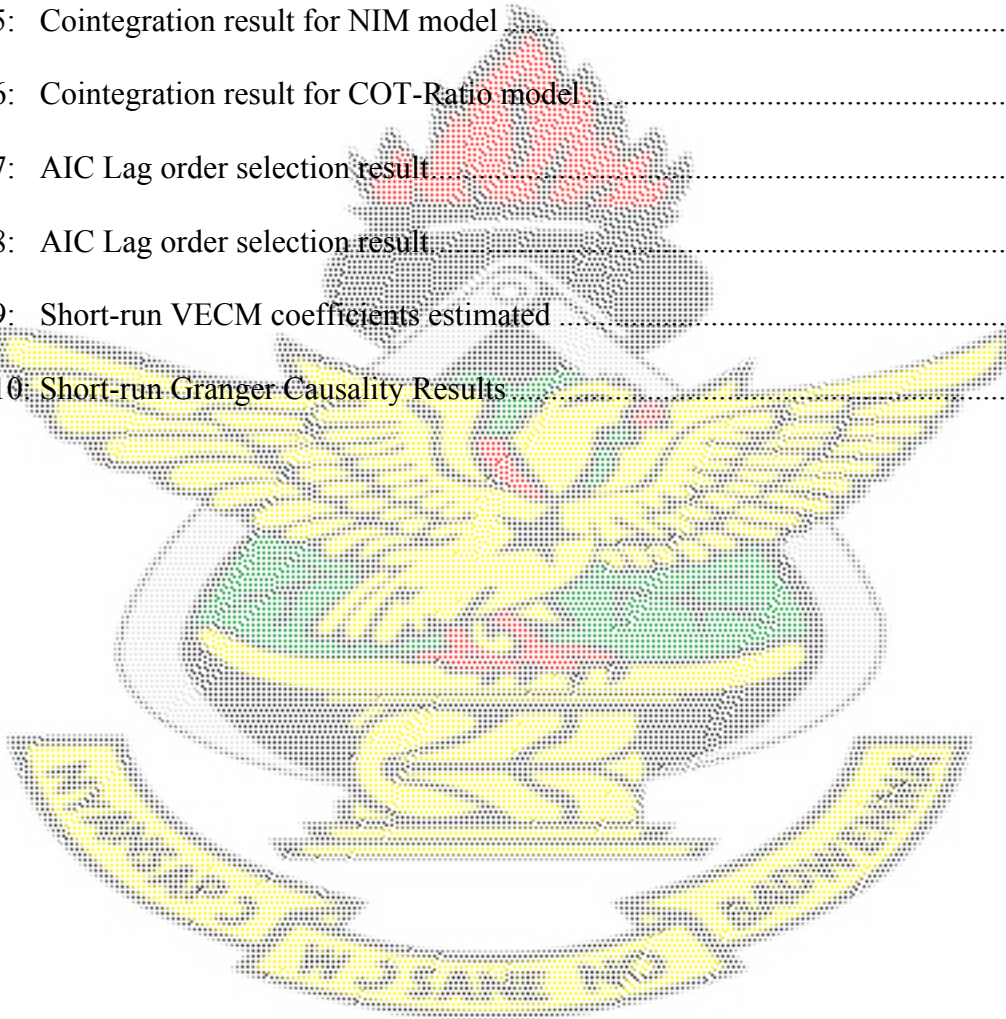 5: Cointegration result for NIM model ................................................................
6: Cointegration result for COT-Ratio model ......................................................
7: AIC Lag order selection result .........................................................................
8: AIC Lag order selection result .........................................................................
9: Short-run VECM coefficients estimated ........................................................
10 Short-run Granger Causality Results ...............................................................